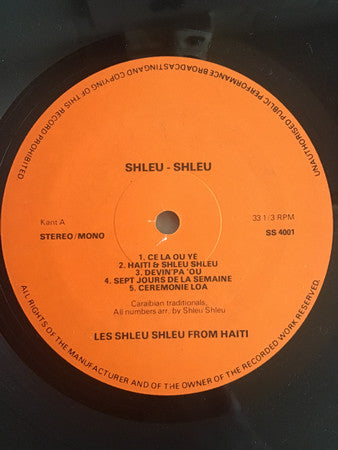 UNAUTHORISED PUBLIC PERFORMANCE BROADCASTING AND COPYING OF THIS RECORD PROHIBITED
SHLEU - SHLEU
Kant A
33 1/3 RPM
STEREO/MONO
SS 4001
1. CE LA OU YE
2. HAITI & SHLEU SHLEU
3. DEVIN'PA 'OU
4. SEPT JOURS DE LA SEMAINE
5. CEREMONIE LOA
Caraibian traditionals
All numbers arr. by Shleu Shleu
LES SHLEU SHLEU FROM HAITI
ALL RIGHTS OF THE MANUFACTURER AND OF THE OWNER OF THE RECORDED WORK RESERVED.